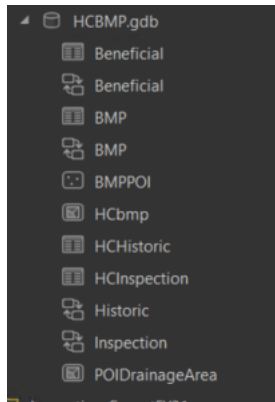 HCBMP.gdb
Beneficial
Beneficial
BMP
BMP
BMPPOI
HCbmp
HCHistoric
HCInspection
Historic
Inspection
POIDrainageArea